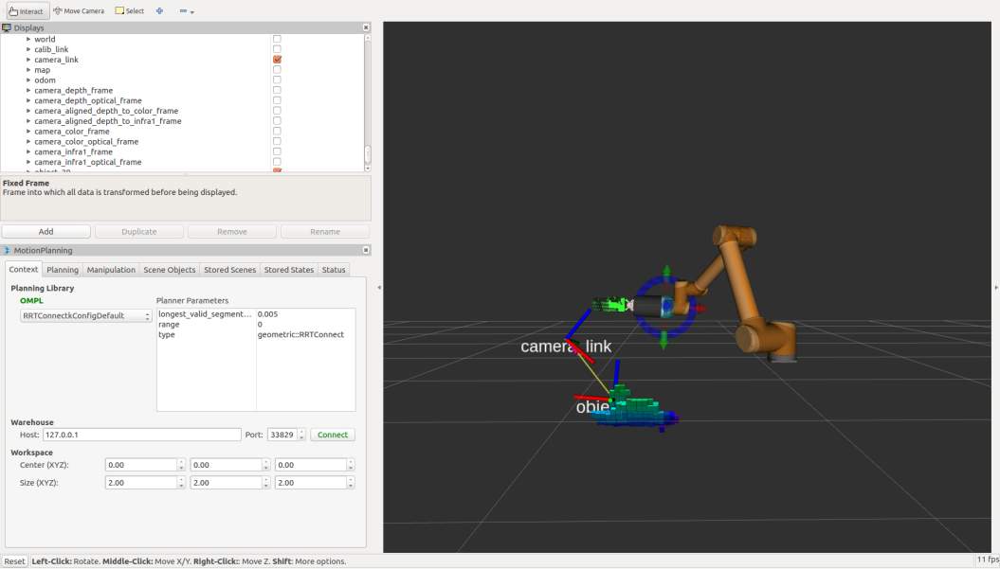 Interact Move Camera Select
Displays
world
calib_link
camera_link
map
odom
camera_depth_frame
camera_depth_optical_frame
camera_aligned_depth_to_color_frame
camera_aligned_depth_to_infra1_frame
camera_color_frame
camera_color_optical_frame
camera_infra1_frame
camera_infra1_optical_frame
Fixed Frame
Frame into which all data is transformed before being displayed.
Add Duplicate Remove Rename
MotionPlanning
Context Planning Manipulation Scene Objects Stored Scenes Stored States Status
Planning Library
OMPL Planner Parameters
RRTConnectkConfigDefault
longest_valid_segment... 0.005
range 0
type geometric::RRTConnect
Warehouse
Host: 127.0.0.1 Port: 33829 Connect
Workspace
Center (XYZ): 0.00 0.00 0.00
Size (XYZ): 2.00 2.00 2.00
camera_link
obje
Reset Left-Click: Rotate. Middle-Click: Move X/Y. Right-Click:: Move Z. Shift: More options. 11 fps